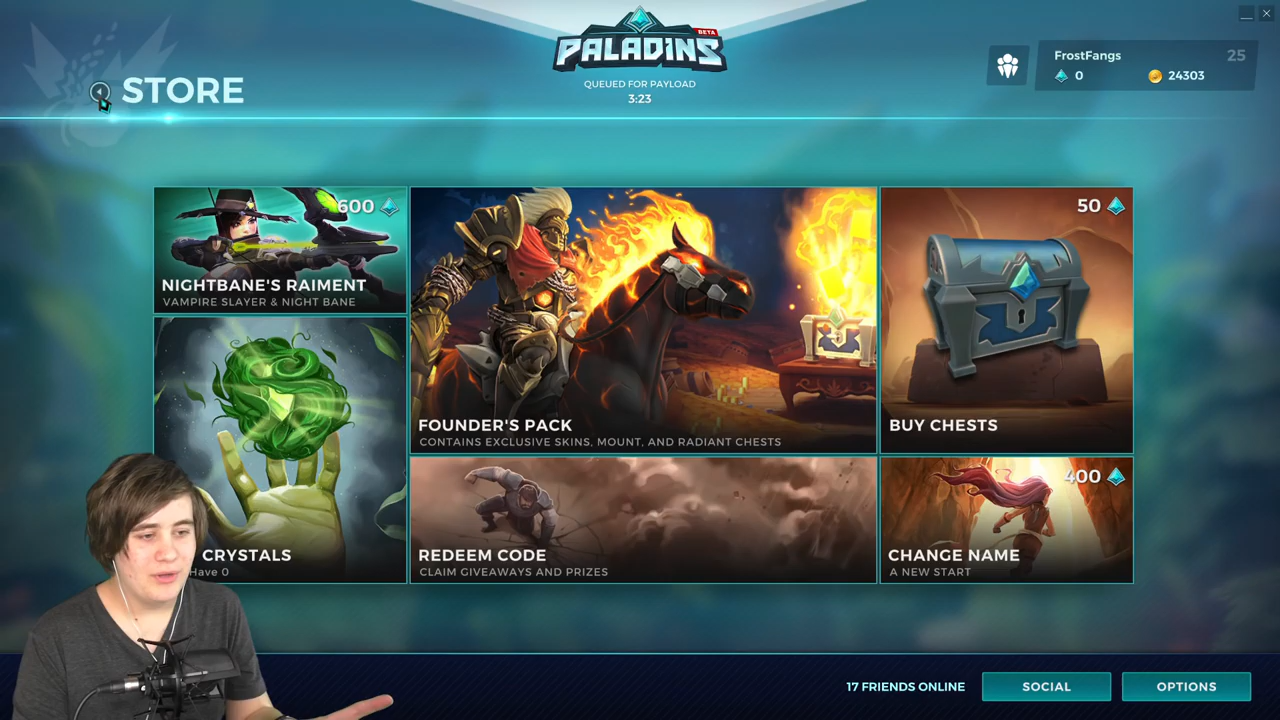 STORE
BETA
PALADINS
QUEUED FOR PAYLOAD
3:23
FrostFangs
25
0
24303
600
NIGHTBANE'S RAIMENT
VAMPIRE SLAYER & NIGHT BANE
FOUNDER'S PACK
CONTAINS EXCLUSIVE SKINS, MOUNT, AND RADIANT CHESTS
50
BUY CHESTS
CRYSTALS
Have 0
REDEEM CODE
CLAIM GIVEAWAYS AND PRIZES
400
CHANGE NAME
A NEW START
17 FRIENDS ONLINE
SOCIAL
OPTIONS